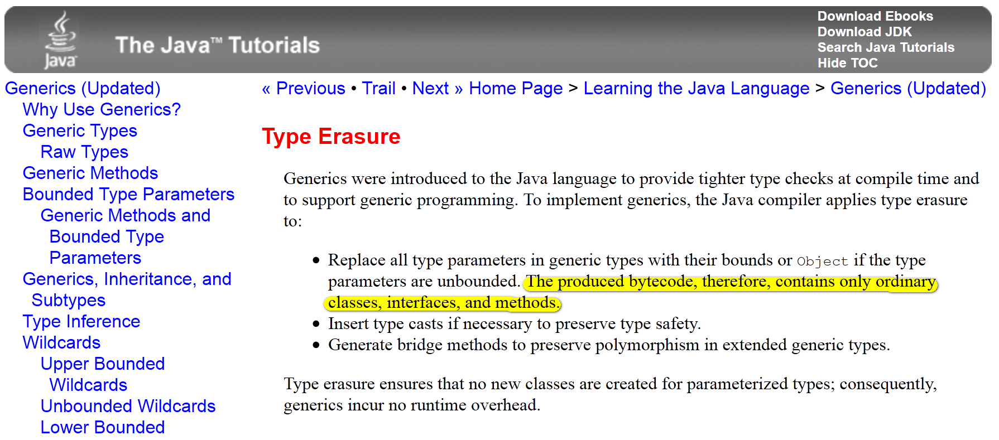 Java
The Java™ Tutorials
Download Ebooks
Download JDK
Search Java Tutorials
Hide TOC
Generics (Updated)
Why Use Generics?
Generic Types
Raw Types
Generic Methods
Bounded Type Parameters
Generic Methods and
Bounded Type
Parameters
Generics, Inheritance, and
Subtypes
Type Inference
Wildcards
Upper Bounded
Wildcards
Unbounded Wildcards
Lower Bounded
« Previous • Trail • Next » Home Page > Learning the Java Language > Generics (Updated)
Type Erasure
Generics were introduced to the Java language to provide tighter type checks at compile time and
to support generic programming. To implement generics, the Java compiler applies type erasure
to:
• Replace all type parameters in generic types with their bounds or Object if the type
parameters are unbounded. The produced bytecode, therefore, contains only ordinary
classes, interfaces, and methods.
• Insert type casts if necessary to preserve type safety.
• Generate bridge methods to preserve polymorphism in extended generic types.
Type erasure ensures that no new classes are created for parameterized types; consequently,
generics incur no runtime overhead.